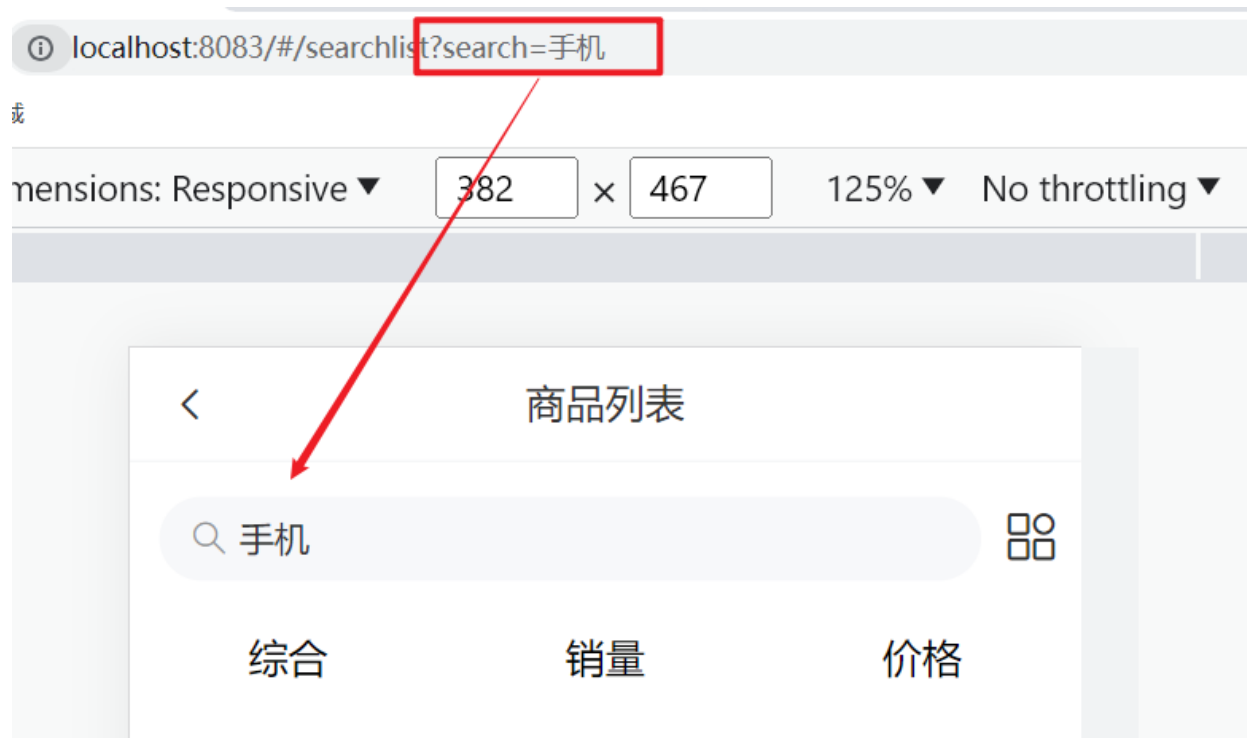 localhost:8083/#/searchlist?search=手机
mensions: Responsive ▼ 382 × 467 125% ▼ No throttling ▼
商品列表
手机
综合 销量 价格